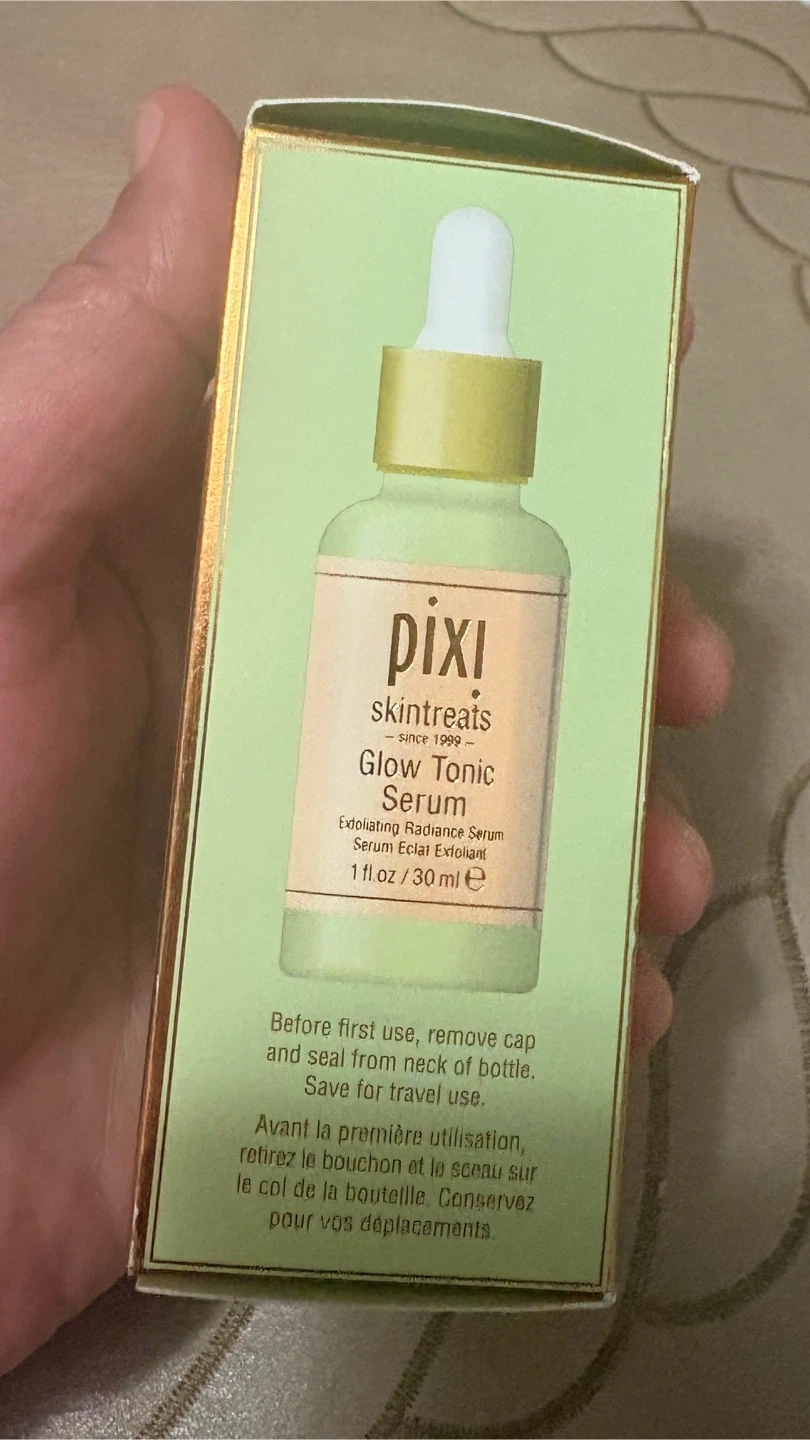 pixi
skintreats
– since 1999 –
Glow Tonic
Serum
Exfoliating Radiance Serum
Serum Eclat Exfoliant
1 fl.oz / 30 ml ℮
Before first use, remove cap
and seal from neck of bottle.
Save for travel use.
Avant la première utilisation,
retirez le bouchon et le sceau sur
le col de la bouteille. Conservez
pour vos déplacements.